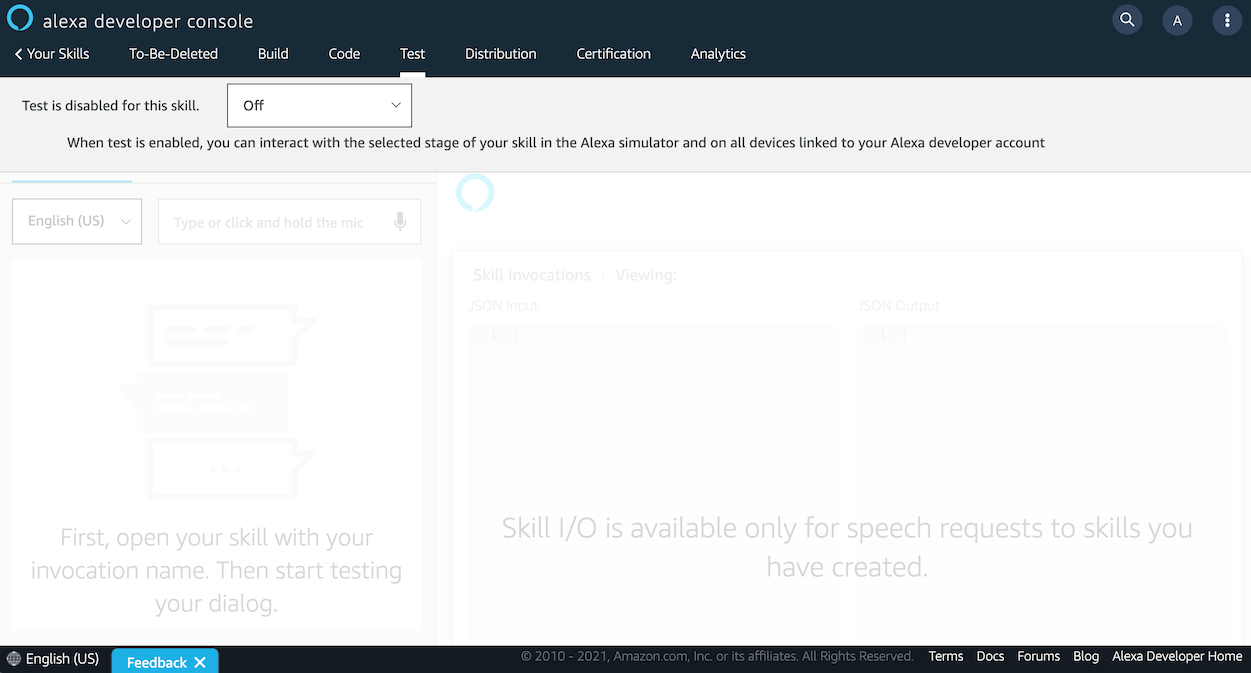 alexa developer console
A
Your Skills To-Be-Deleted Build Code Test Distribution Certification Analytics
Test is disabled for this skill. Off
When test is enabled, you can interact with the selected stage of your skill in the Alexa simulator and on all devices linked to your Alexa developer account
English (US) Type or click and hold the mic
Skill Invocations | Viewing:
JSON Input JSON Output
1 1
First, open your skill with your
invocation name. Then start testing
your dialog.
Skill I/O is available only for speech requests to skills you
have created.
English (US) Feedback © 2010 - 2021, Amazon.com, Inc. or its affiliates. All Rights Reserved. Terms Docs Forums Blog Alexa Developer Home